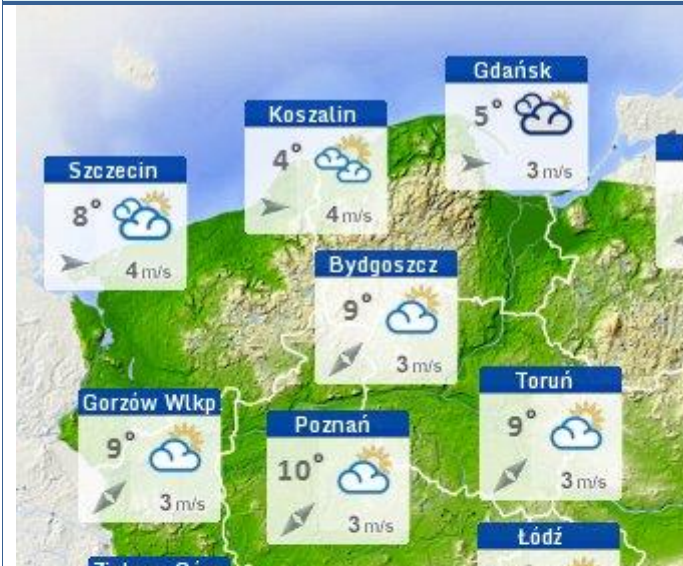 Gdańsk
5°
3 m/s
Koszalin
4°
4 m/s
Szczecin
8°
4 m/s
Bydgoszcz
9°
3 m/s
Toruń
9°
3 m/s
Gorzów Wlkp
9°
3 m/s
Poznań
10°
3 m/s
Łódź